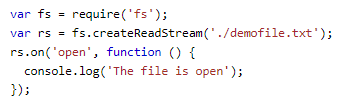 var fs = require('fs');
var rs = fs.createReadStream('./demofile.txt');
rs.on('open', function () {
  console.log('The file is open');
});